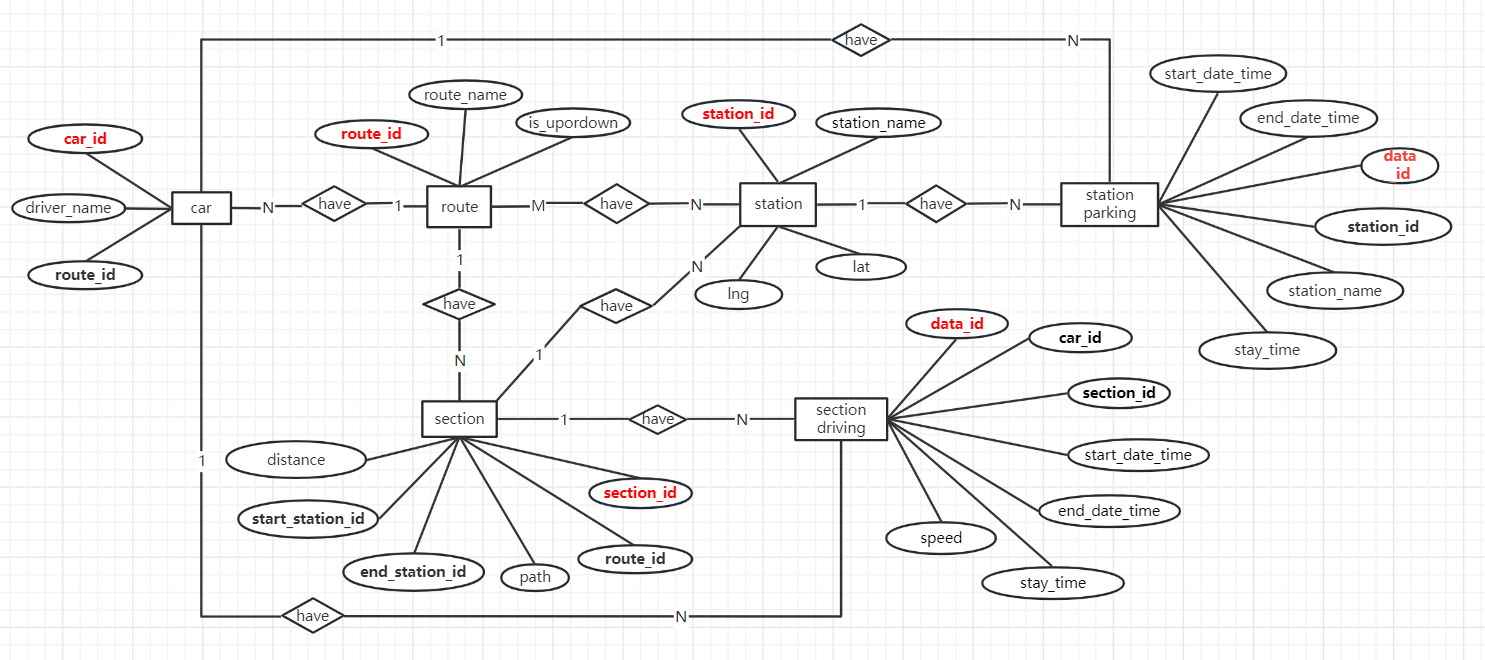 1
have
N
start_date_time
route_name
end_date_time
route_id
is_upordown
station_id
station_name
car_id
data
_id
driver_name
car
N
have
1
route
M
have
N
station
1
have
N
station
parking
station_id
route_id
1
N
lat
lng
station_name
have
have
data_id
car_id
stay_time
N
1
section_id
section
1
have
N
section
driving
1
distance
start_date_time
section_id
start_station_id
end_date_time
speed
end_station_id
path
route_id
stay_time
have
N